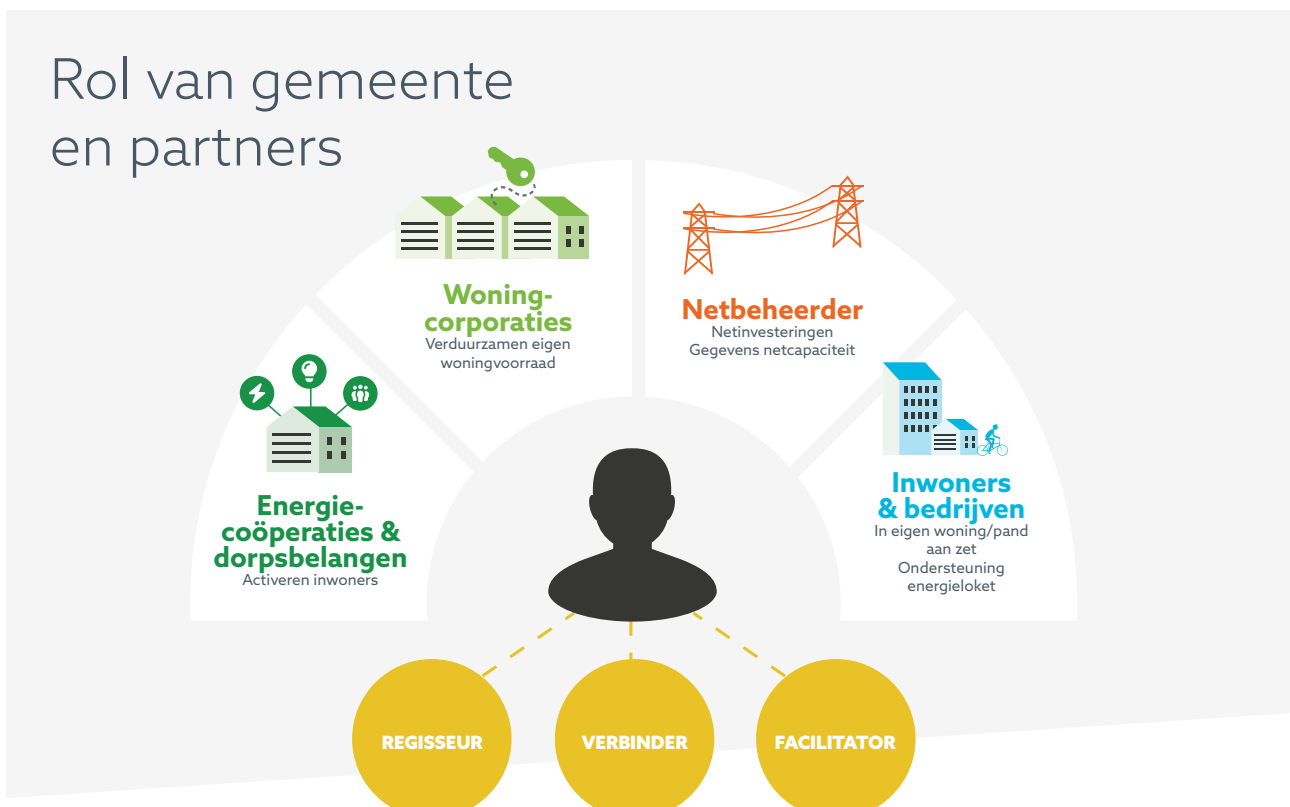 Rol van gemeente
en partners
Energie-
coöperaties &
dorpsbelangen
Activeren inwoners
Woning-
corporaties
Verduurzamen eigen
woningvoorraad
Netbeheerder
Netinvesteringen
Gegevens netcapaciteit
Inwoners
& bedrijven
In eigen woning/pand
aan zet
Ondersteuning
energieloket
REGISSEUR
VERBINDER
FACILITATOR